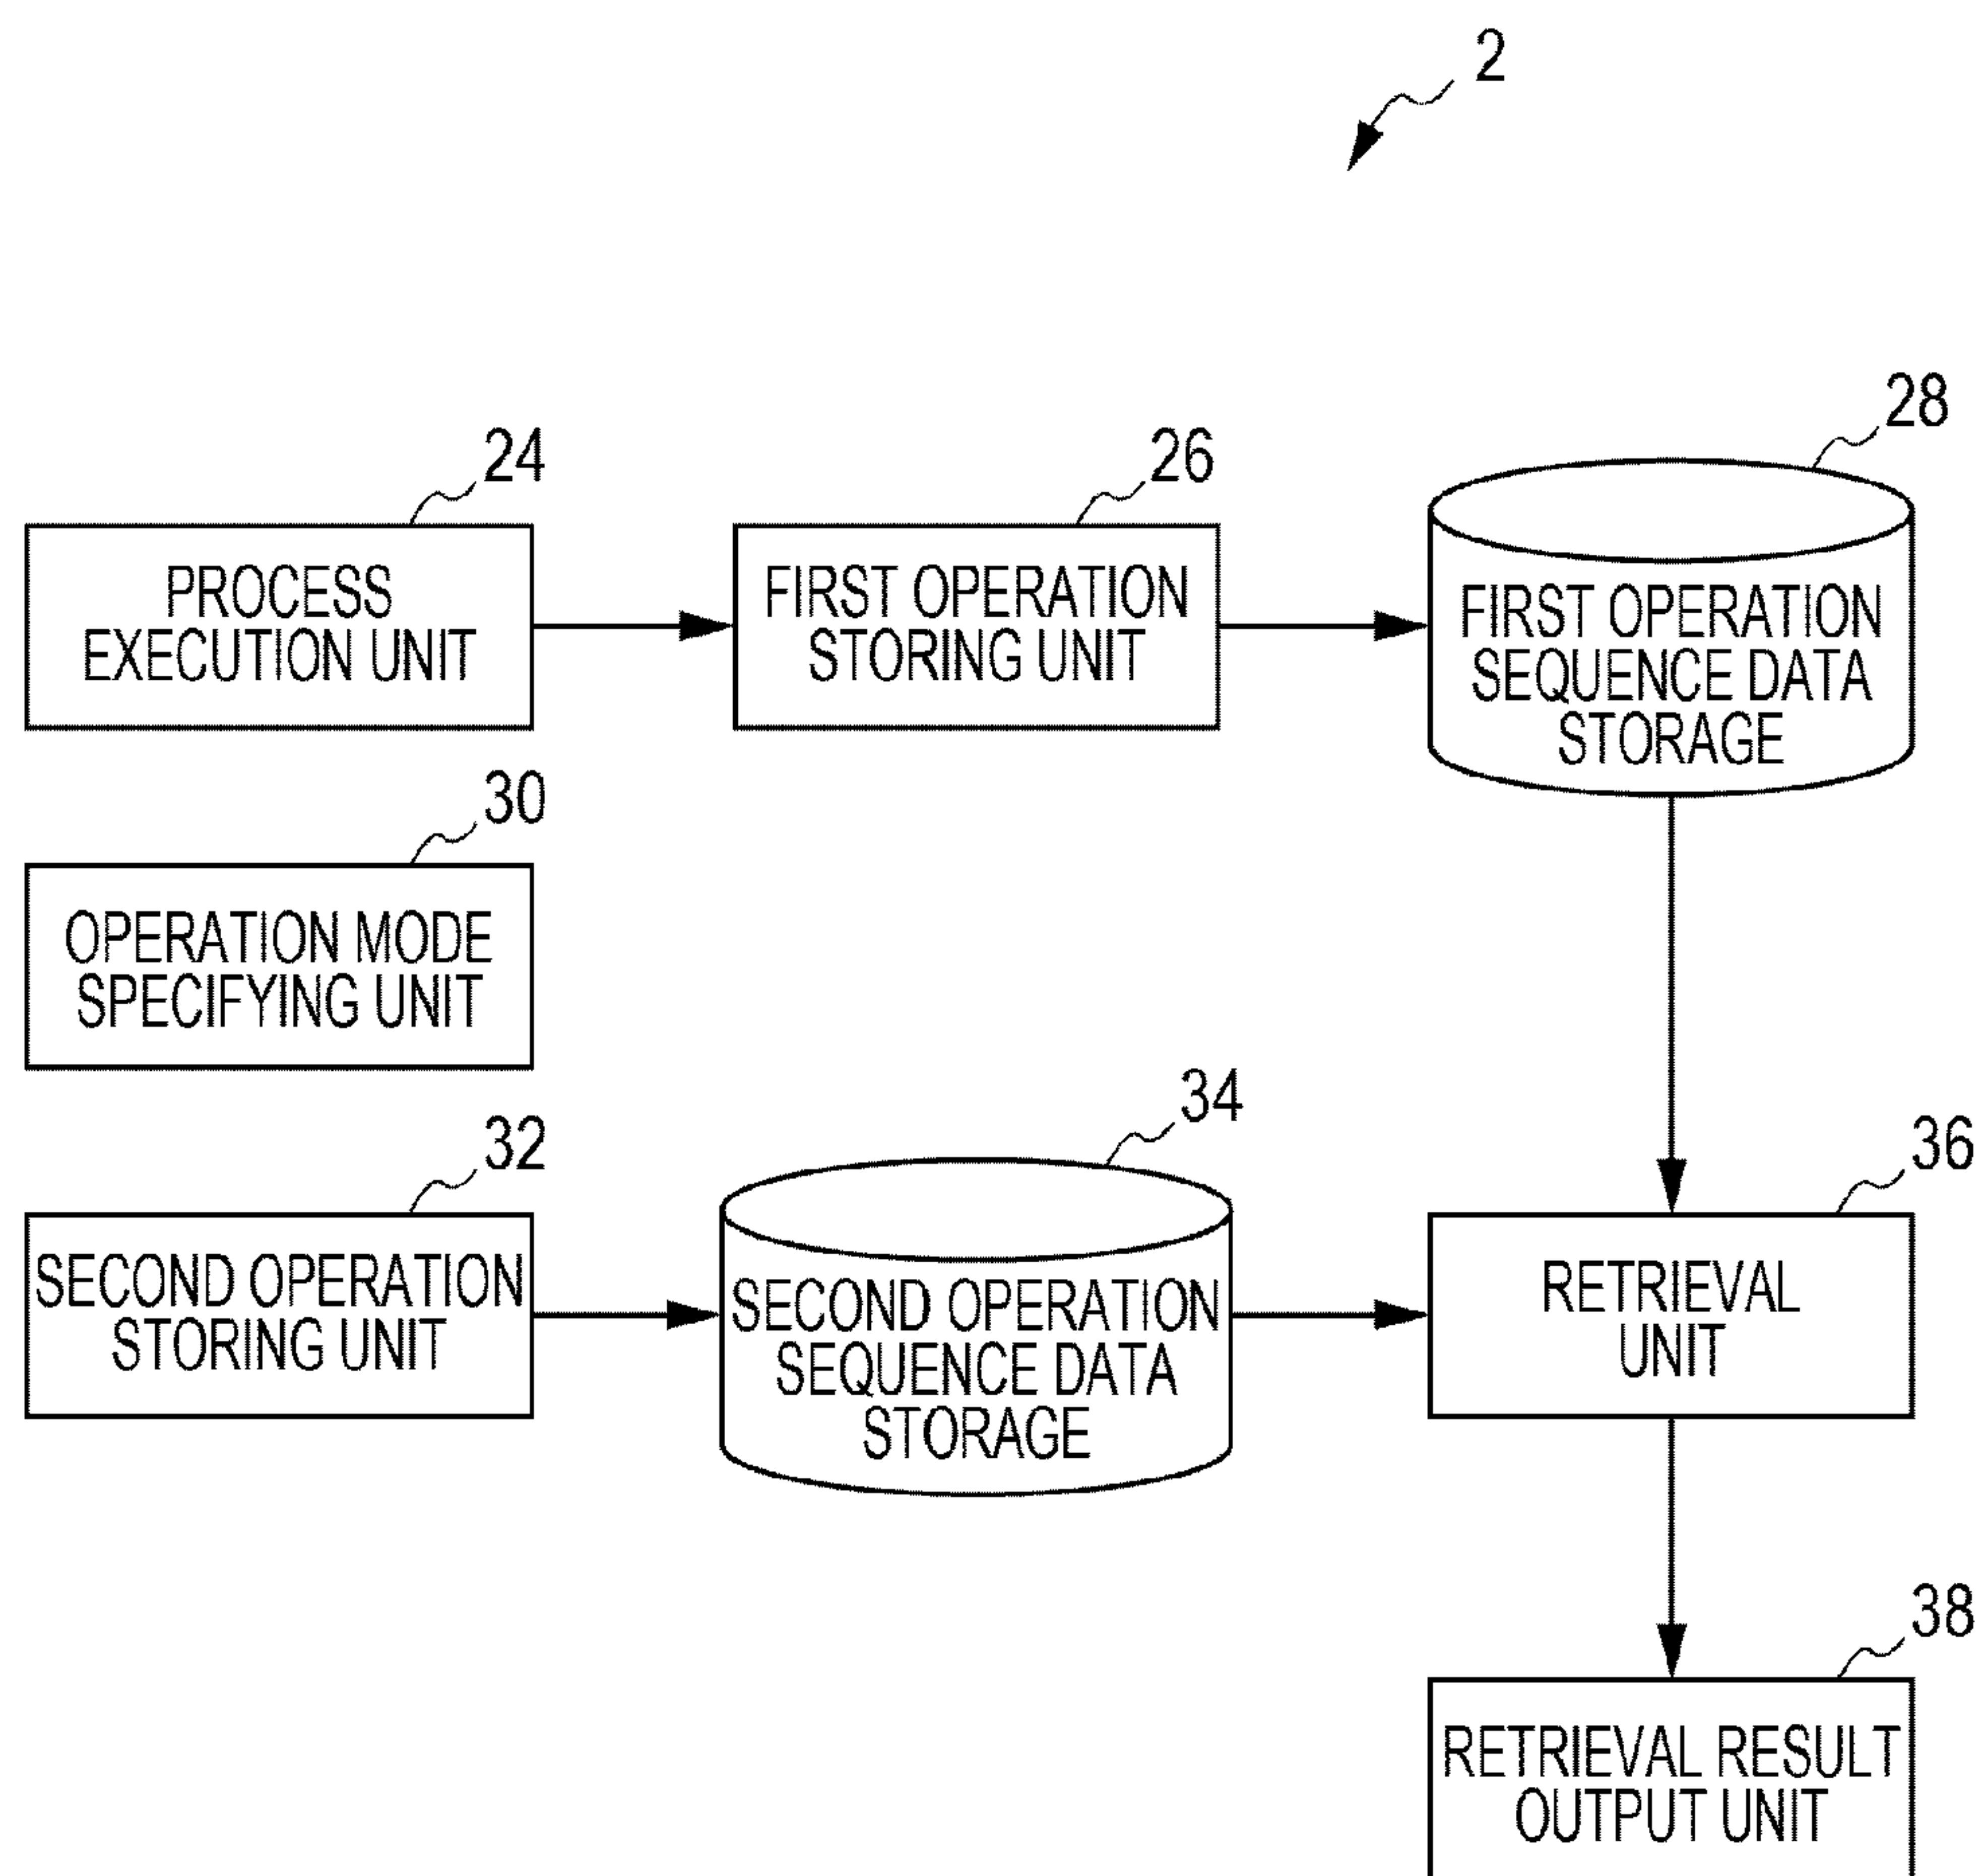 2
24
PROCESS
EXECUTION UNIT
26
FIRST OPERATION
STORING UNIT
28
FIRST OPERATION
SEQUENCE DATA
STORAGE
30
OPERATION MODE
SPECIFYING UNIT
32
SECOND OPERATION
STORING UNIT
34
SECOND OPERATION
SEQUENCE DATA
STORAGE
36
RETRIEVAL
UNIT
38
RETRIEVAL RESULT
OUTPUT UNIT